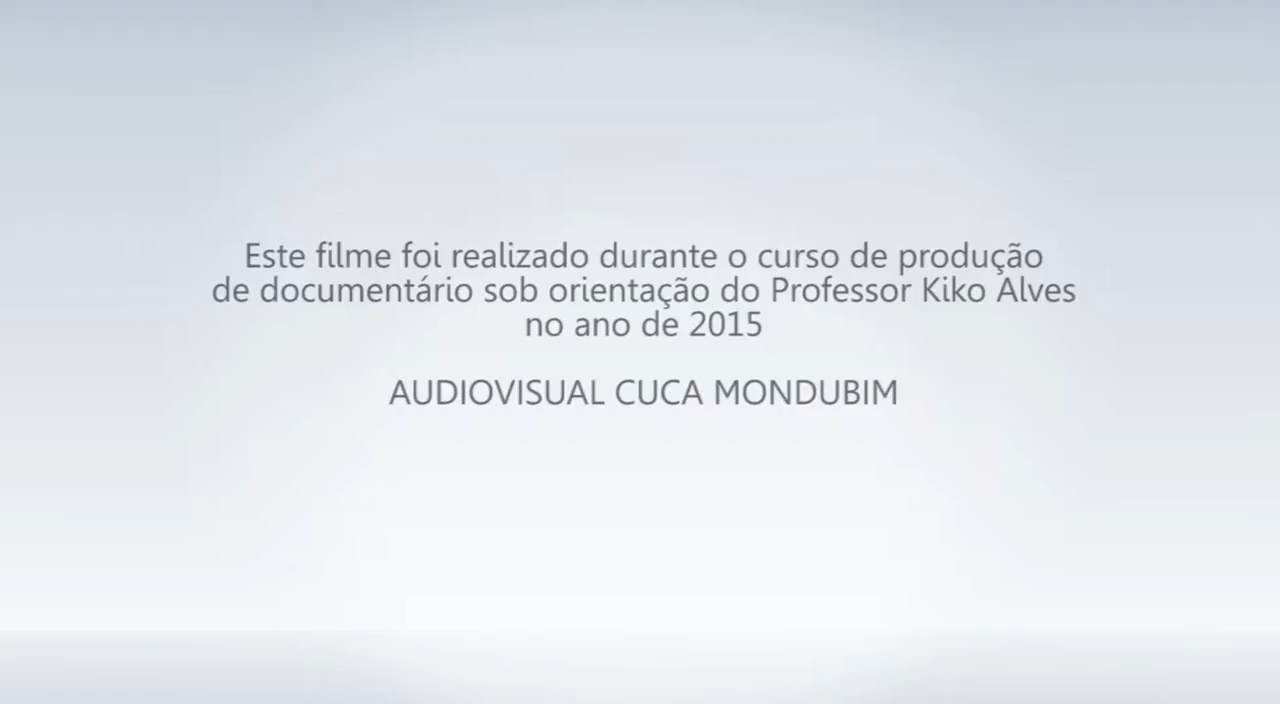 Este filme foi realizado durante o curso de produção
de documentário sob orientação do Professor Kiko Alves
no ano de 2015
AUDIOVISUAL CUCA MONDUBIM